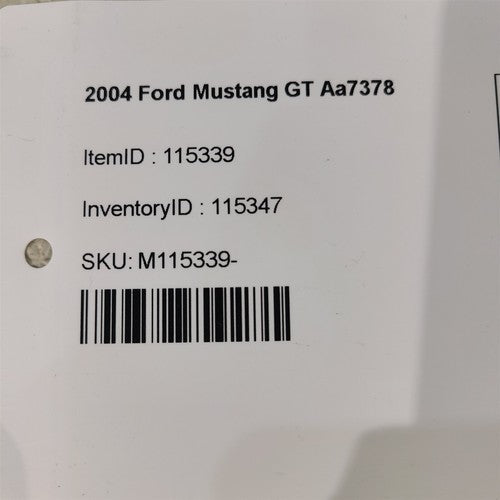 2004 Ford Mustang GT Aa7378
ItemID : 115339
InventoryID : 115347
SKU: M115339-